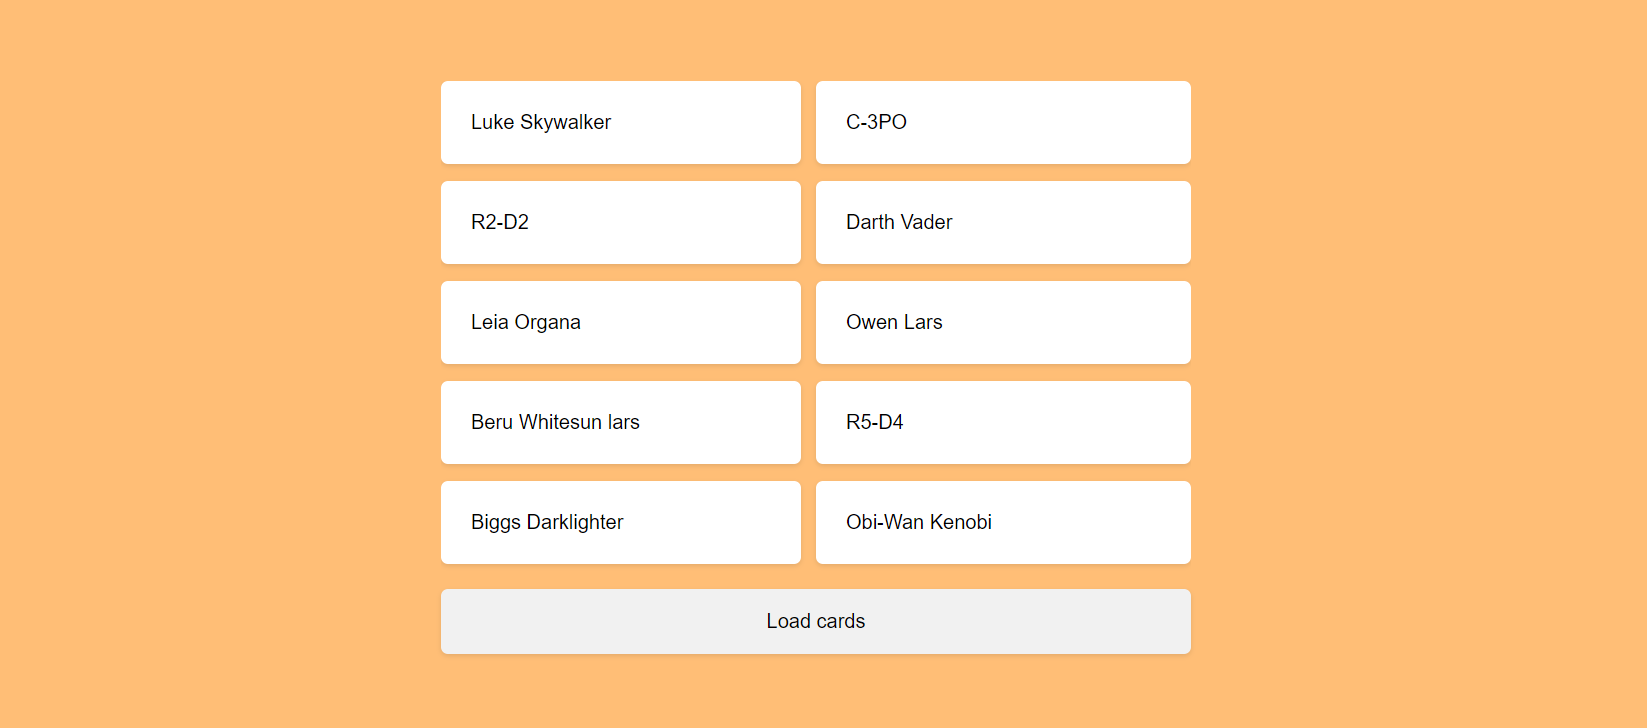 Luke Skywalker
C-3PO
R2-D2
Darth Vader
Leia Organa
Owen Lars
Beru Whitesun lars
R5-D4
Biggs Darklighter
Obi-Wan Kenobi
Load cards